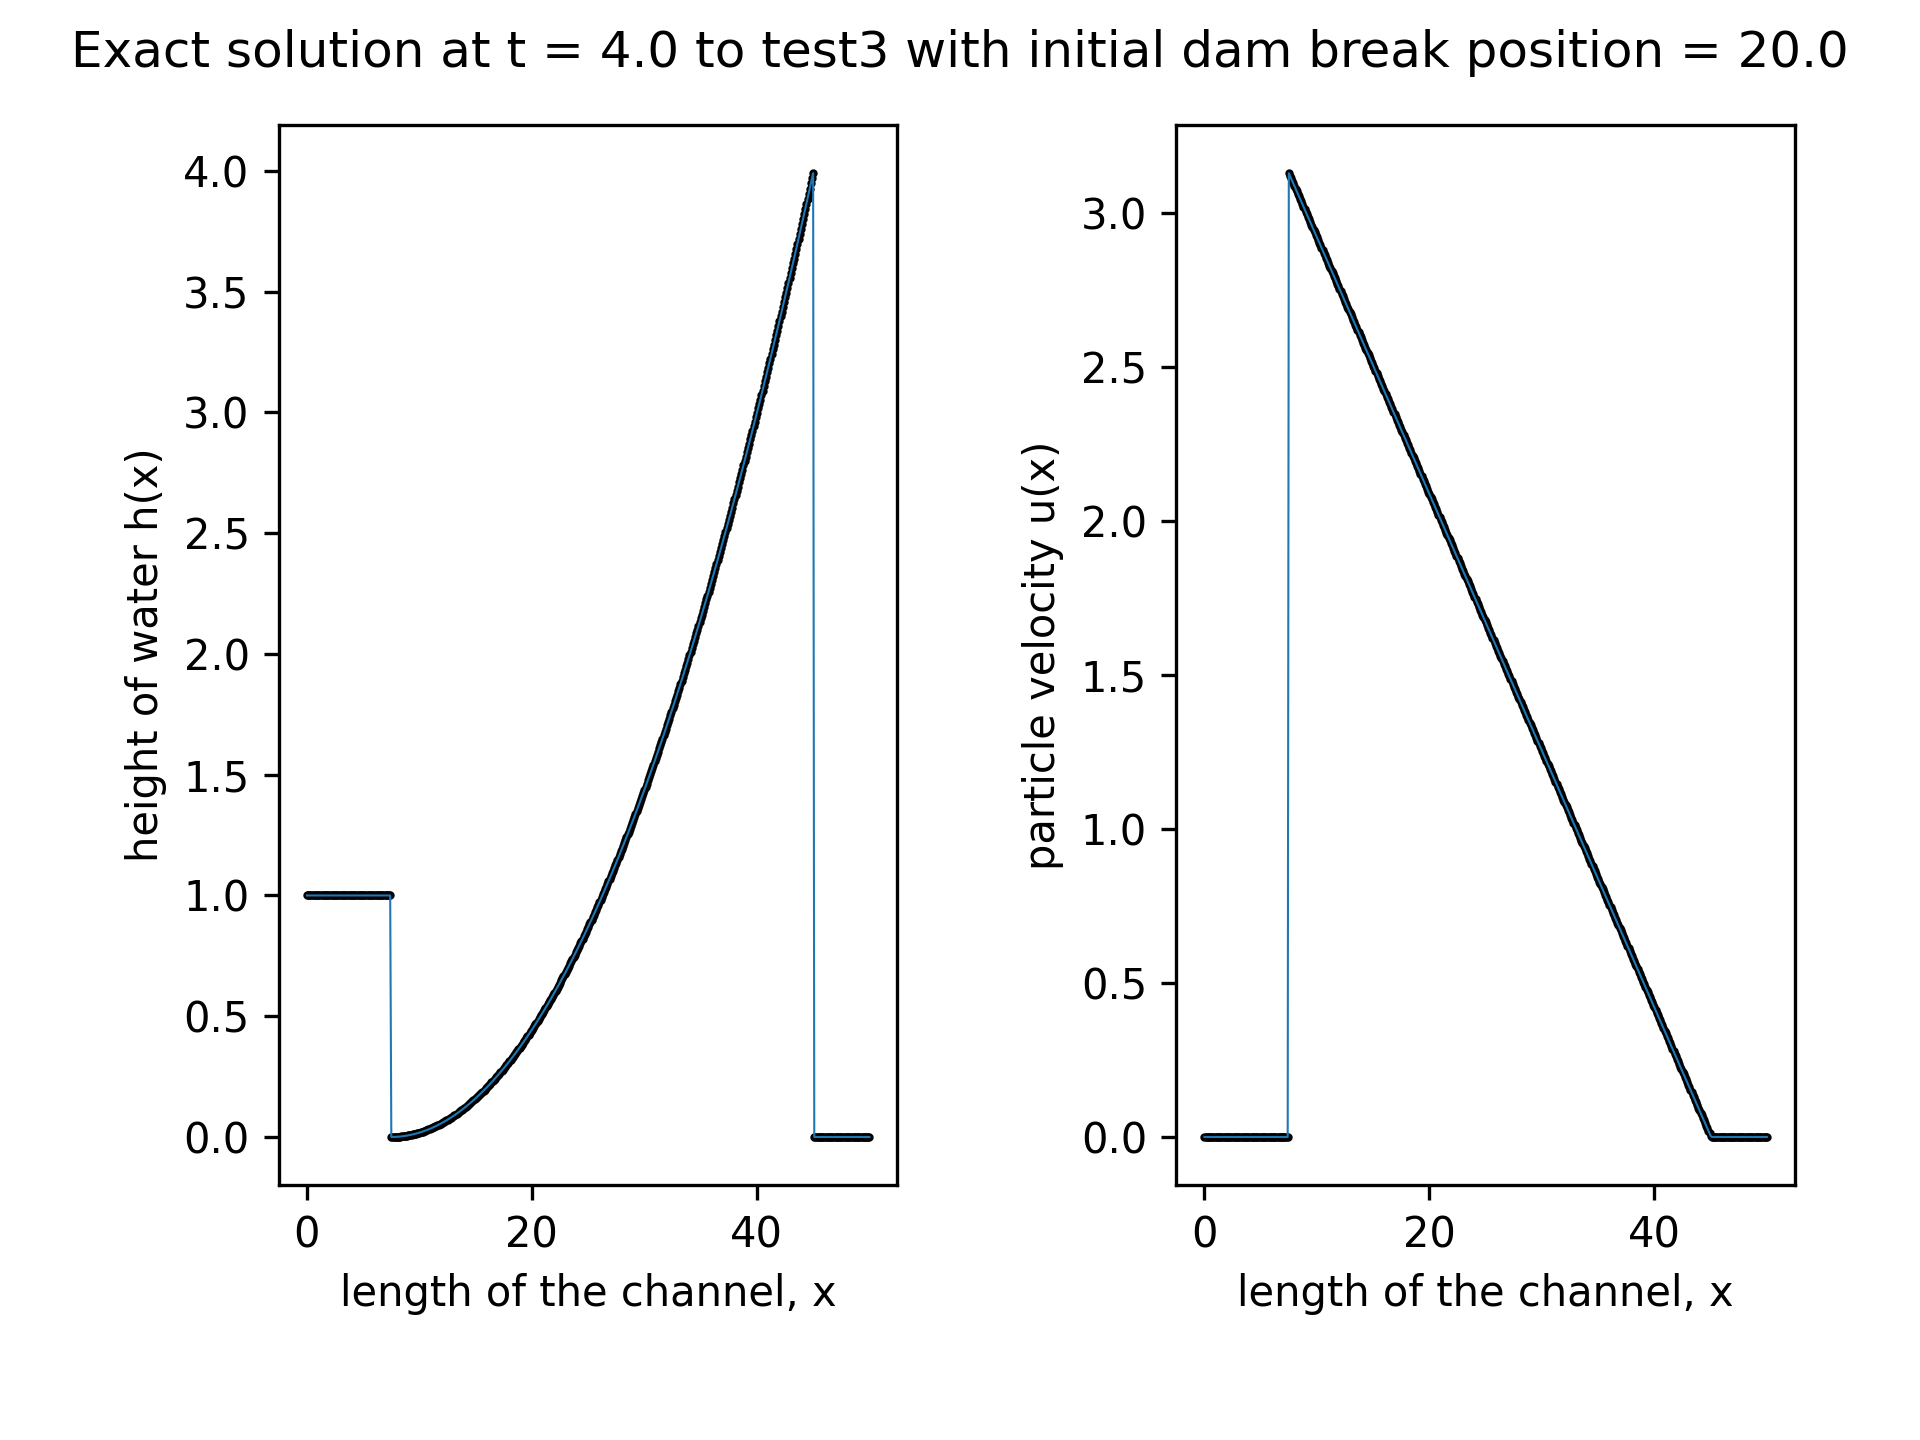 Exact solution at t = 4.0 to test3 with initial dam break position = 20.0
height of water h(x)
4.0
3.5
3.0
2.5
2.0
1.5
1.0
0.5
0.0
0 20 40
length of the channel, x
particle velocity u(x)
3.0
2.5
2.0
1.5
1.0
0.5
0.0
0 20 40
length of the channel, x